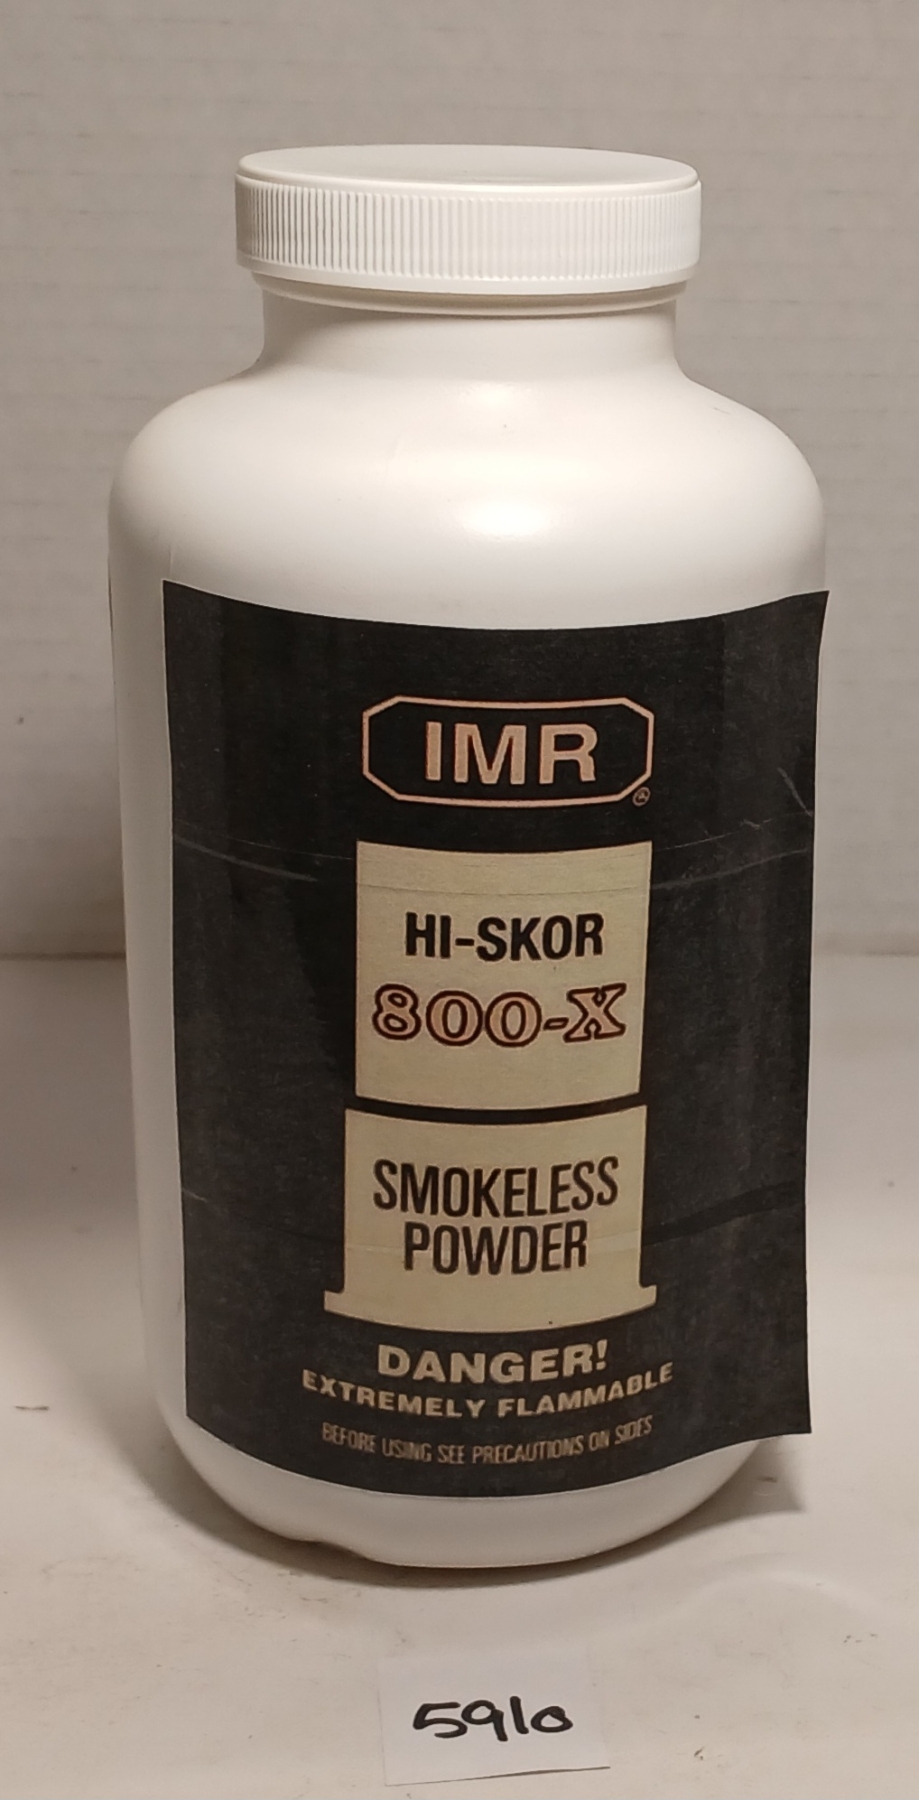 IMR
®
HI-SKOR
800-X
SMOKELESS
POWDER
DANGER!
EXTREMELY FLAMMABLE
BEFORE USING SEE PRECAUTIONS ON SIDES
5910